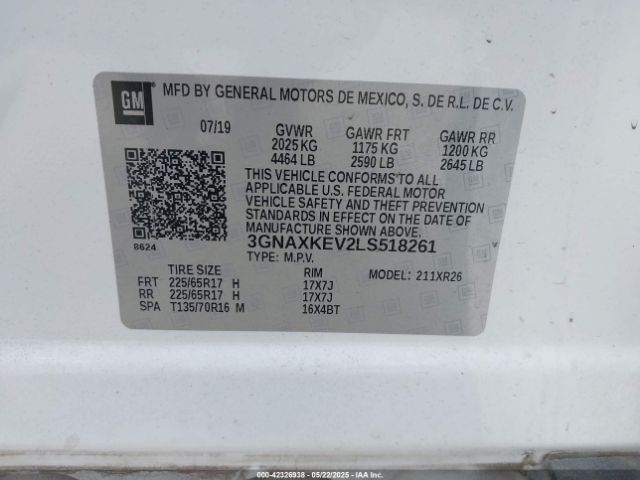 GM
MFD BY GENERAL MOTORS DE MEXICO, S. DE R.L. DE C.V.
07/19 GVWR GAWR FRT GAWR RR
2025 KG 1175 KG 1200 KG
4464 LB 2590 LB 2645 LB
THIS VEHICLE CONFORMS TO ALL
APPLICABLE U.S. FEDERAL MOTOR
VEHICLE SAFETY AND THEFT PREVENTION
STANDARDS IN EFFECT ON THE DATE OF
MANUFACTURE SHOWN ABOVE.
8624 3GNAXKEV2LS518261
TYPE: M.P.V. MODEL: 211XR26
TIRE SIZE RIM
FRT 225/65R17 H 17X7J
RR 225/65R17 H 17X7J
SPA T135/70R16 M 16X4BT
000-42326938 - 05/22/2025 - IAA Inc.